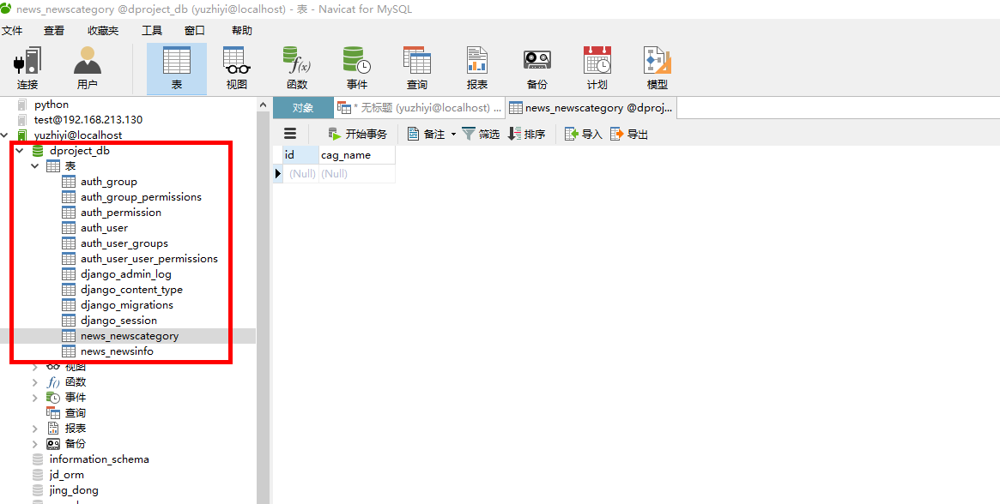 news_newscategory @dproject_db (yuzhiyi@localhost) - 表 - Navicat for MySQL
文件 查看 收藏夹 工具 窗口 帮助
连接 用户 表 视图 函数 事件 查询 报表 备份 计划 模型
python
test@192.168.213.130
yuzhiyi@localhost
dproject_db
表
auth_group
auth_group_permissions
auth_permission
auth_user
auth_user_groups
auth_user_user_permissions
django_admin_log
django_content_type
django_migrations
django_session
news_newscategory
news_newsinfo
视图
函数
事件
查询
报表
备份
information_schema
jd_orm
jing_dong
对象 * 无标题 (yuzhiyi@localhost) ... news_newscategory @dproj...
开始事务 备注 筛选 排序 导入 导出
id cag_name
(Null) (Null)